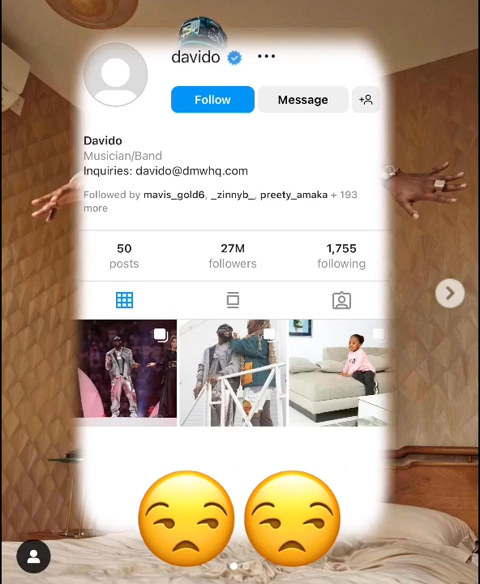 davido
Follow
Message
Davido
Musician/Band
Inquiries: davido@dmwhq.com
Followed by mavis_gold6, _zinnyb_, preety_amaka + 193
more
50
27M
1,755
posts
followers
following